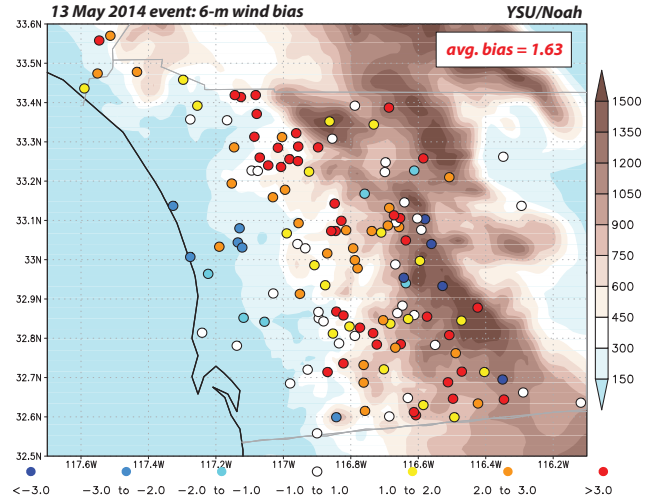 13 May 2014 event: 6-m wind bias YSU/Noah
33.6N
avg. bias = 1.63
33.5N
33.4N
1500
33.3N
1350
1200
33.2N
1050
33.1N
900
33N
750
600
32.9N
450
32.8N
300
32.7N
150
32.6N
32.5N
117.6W 117.4W 117.2W 117W 116.8W 116.6W 116.4W 116.2W
<−3.0 −3.0 to −2.0 −2.0 to −1.0 −1.0 to 1.0 1.0 to 2.0 2.0 to 3.0 >3.0